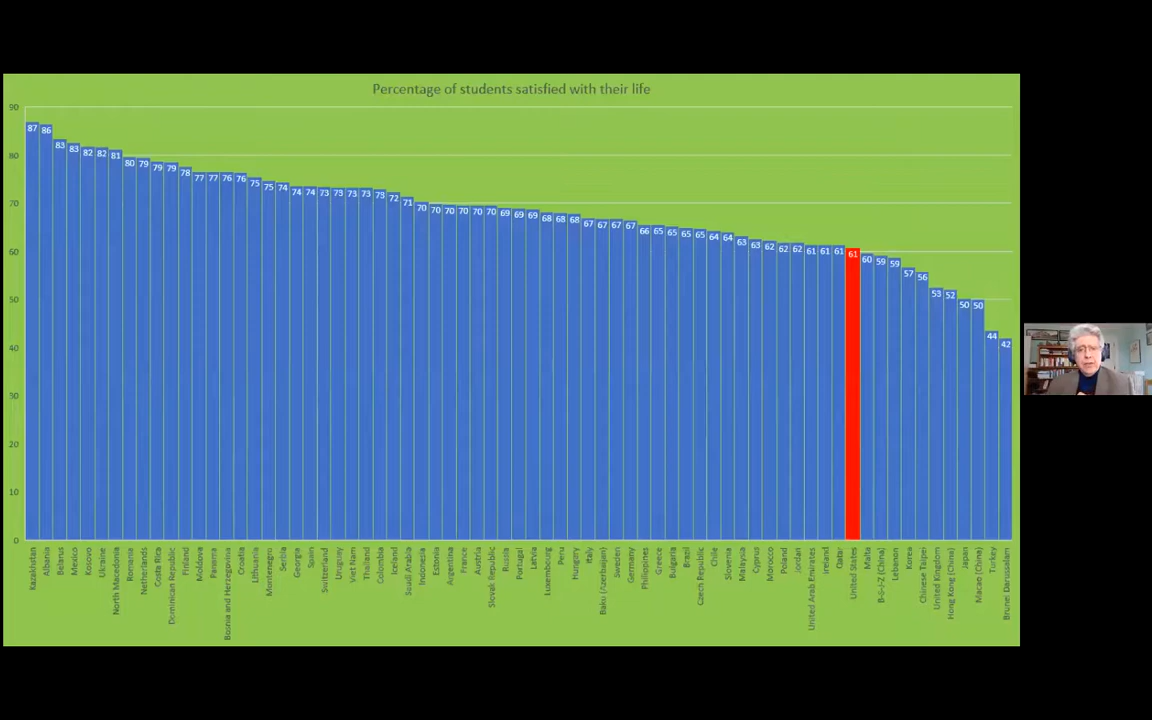 Percentage of students satisfied with their life
90
80
70
60
50
40
30
20
10
0
87 86 83 83 82 82 81 80 79 79 79 78 77 77 76 76 75 75 74 74 74 73 73 73 73 73 72 71 70 70 70 70 70 70 69 69 69 68 68 68 67 67 67 67 66 65 65 65 65 64 64 63 63 62 62 62 61 61 61 61 60 59 59 57 56 53 52 50 50 44 42
Kazakhstan
Albania
Belarus
Mexico
Kosovo
Ukraine
North Macedonia
Romania
Netherlands
Costa Rica
Dominican Republic
Finland
Moldova
Panama
Bosnia and Herzegovina
Croatia
Lithuania
Montenegro
Serbia
Georgia
Spain
Switzerland
Uruguay
Viet Nam
Thailand
Colombia
Iceland
Saudi Arabia
Indonesia
Estonia
Argentina
France
Austria
Slovak Republic
Russia
Portugal
Latvia
Luxembourg
Peru
Hungary
Italy
Baku (Azerbaijan)
Sweden
Germany
Philippines
Greece
Bulgaria
Brazil
Czech Republic
Chile
Slovenia
Malaysia
Cyprus
Morocco
Poland
Jordan
United Arab Emirates
Ireland
Qatar
United States
Malta
B-S-J-Z (China)
Lebanon
Korea
Chinese Taipei
United Kingdom
Hong Kong (China)
Japan
Macao (China)
Turkey
Brunei Darussalam